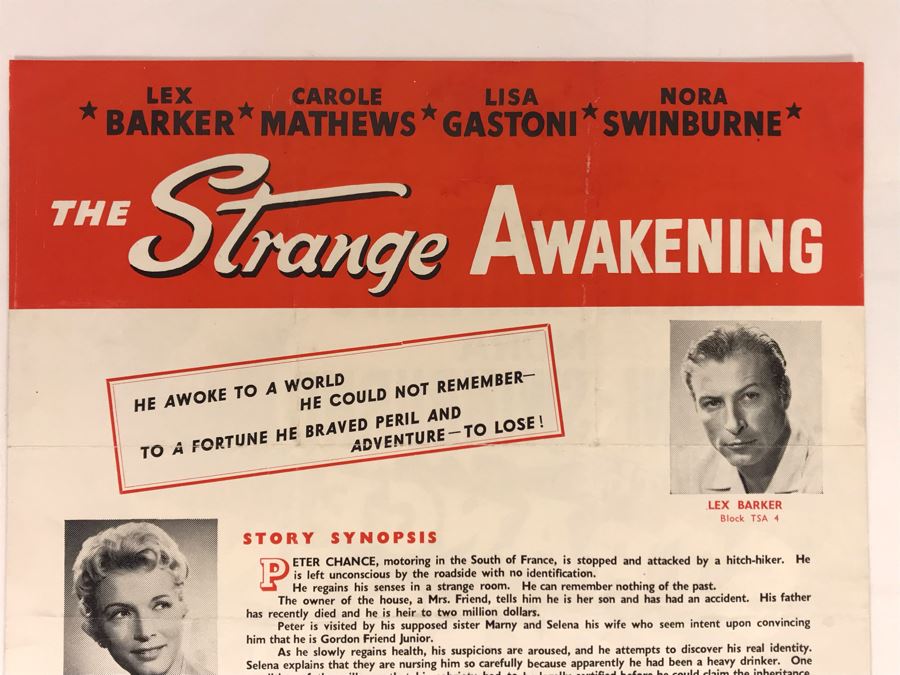 LEX CAROLE LISA NORA
★ BARKER ★ MATHEWS ★ GASTONI ★ SWINBURNE ★
THE Strange AWAKENING
HE AWOKE TO A WORLD
HE COULD NOT REMEMBER—
TO A FORTUNE HE BRAVED PERIL AND
ADVENTURE—TO LOSE!
LEX BARKER
Block TSA 4
STORY SYNOPSIS
PETER CHANCE, motoring in the South of France, is stopped and attacked by a hitch-hiker. He
is left unconscious by the roadside with no identification.
He regains his senses in a strange room. He can remember nothing of the past.
The owner of the house, a Mrs. Friend, tells him he is her son and has had an accident. His father
has recently died and he is heir to two million dollars.
Peter is visited by his supposed sister Marny and Selena his wife who seem intent upon convincing
him that he is Gordon Friend Junior.
As he slowly regains health, his suspicions are aroused, and he attempts to discover his real identity.
Selena explains that they are nursing him so carefully because apparently he had been a heavy drinker. One
he could claim the inheritance